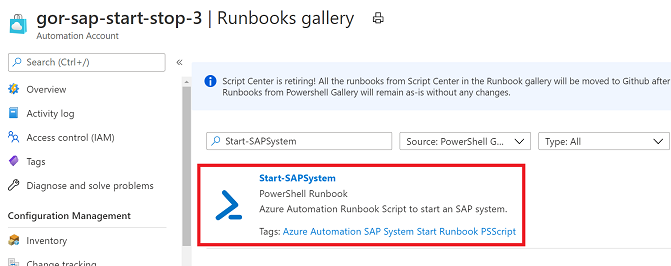 gor-sap-start-stop-3 | Runbooks gallery
Automation Account
Search (Ctrl+/)
«
Overview
Activity log
Access control (IAM)
Tags
Diagnose and solve problems
Configuration Management
Inventory
Change tracking
Script Center is retiring! All the runbooks from Script Center in the Runbook gallery will be moved to Github after
Runbooks from Powershell Gallery will remain as-is without any changes.
Start-SAPSystem
Source: PowerShell G...
Type: All
Start-SAPSystem
PowerShell Runbook
Azure Automation Runbook Script to start an SAP system.
Tags: Azure Automation SAP System Start Runbook PSScript